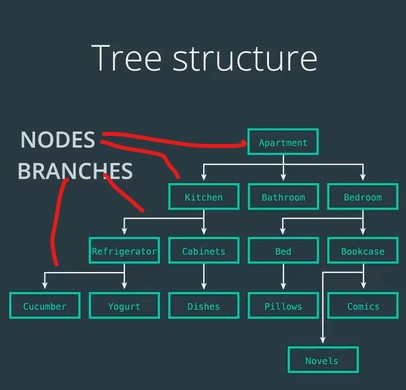 Tree structure
NODES
BRANCHES
Apartment
Kitchen Bathroom Bedroom
Refrigerator Cabinets Bed Bookcase
Cucumber Yogurt Dishes Pillows Comics
Novels